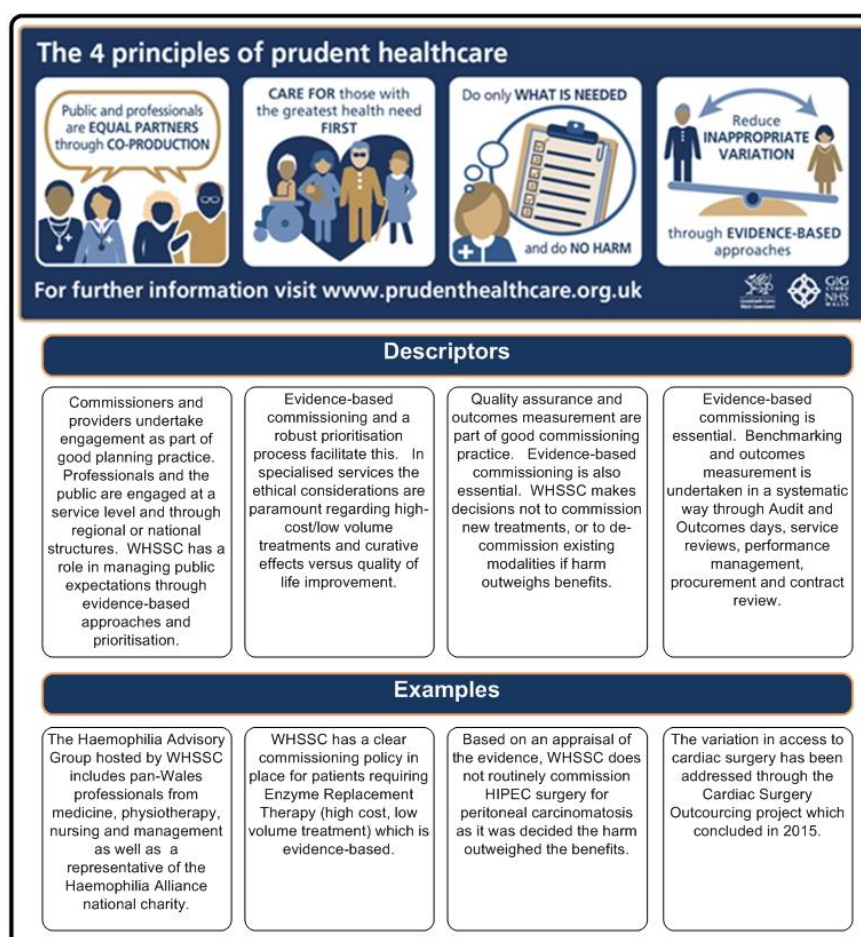 The 4 principles of prudent healthcare
Public and professionals
are EQUAL PARTNERS
through CO-PRODUCTION
CARE FOR those with
the greatest health need
FIRST
Do only WHAT IS NEEDED
and do NO HARM
Reduce
INAPPROPRIATE
VARIATION
through EVIDENCE-BASED
approaches
For further information visit www.prudenthealthcare.org.uk
GIG
CYMRU
NHS
WALES
Descriptors
Commissioners and
providers undertake
engagement as part of
good planning practice.
Professionals and the
public are engaged at a
service level and through
regional or national
structures. WHSSC has a
role in managing public
expectations through
evidence-based
approaches and
prioritisation.
Evidence-based
commissioning and a
robust prioritisation
process facilitate this. In
specialised services the
ethical considerations are
paramount regarding high-
cost/low volume
treatments and curative
effects versus quality of
life improvement.
Quality assurance and
outcomes measurement are
part of good commissioning
practice. Evidence-based
commissioning is also
essential. WHSSC makes
decisions not to commission
new treatments, or to de-
commission existing
modalities if harm
outweighs benefits.
Evidence-based
commissioning is
essential. Benchmarking
and outcomes
measurement is
undertaken in a systematic
way through Audit and
Outcomes days, service
reviews, performance
management,
procurement and contract
review.
Examples
The Haemophilia Advisory
Group hosted by WHSSC
includes pan-Wales
professionals from
medicine, physiotherapy,
nursing and management
as well as a
representative of the
Haemophilia Alliance
national charity.
WHSSC has a clear
commissioning policy in
place for patients requiring
Enzyme Replacement
Therapy (high cost, low
volume treatment) which is
evidence-based.
Based on an appraisal of
the evidence, WHSSC does
not routinely commission
HIPEC surgery for
peritoneal carcinomatosis
as it was decided the harm
outweighed the benefits.
The variation in access to
cardiac surgery has been
addressed through the
Cardiac Surgery
Outcourcing project which
concluded in 2015.